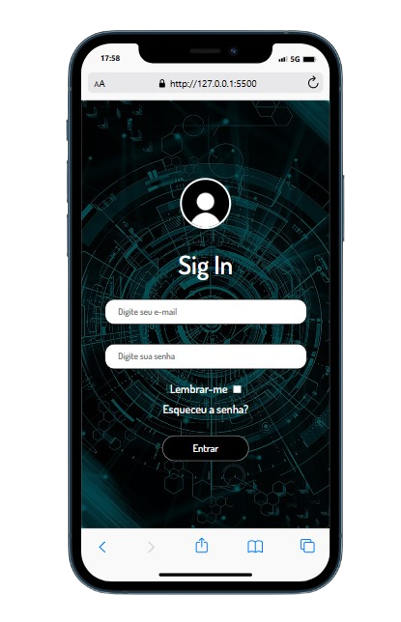 17:58
5G
AA
http://127.0.0.1:5500
Sig In
Digite seu e-mail
Digite sua senha
Lembrar-me
Esqueceu a senha?
Entrar